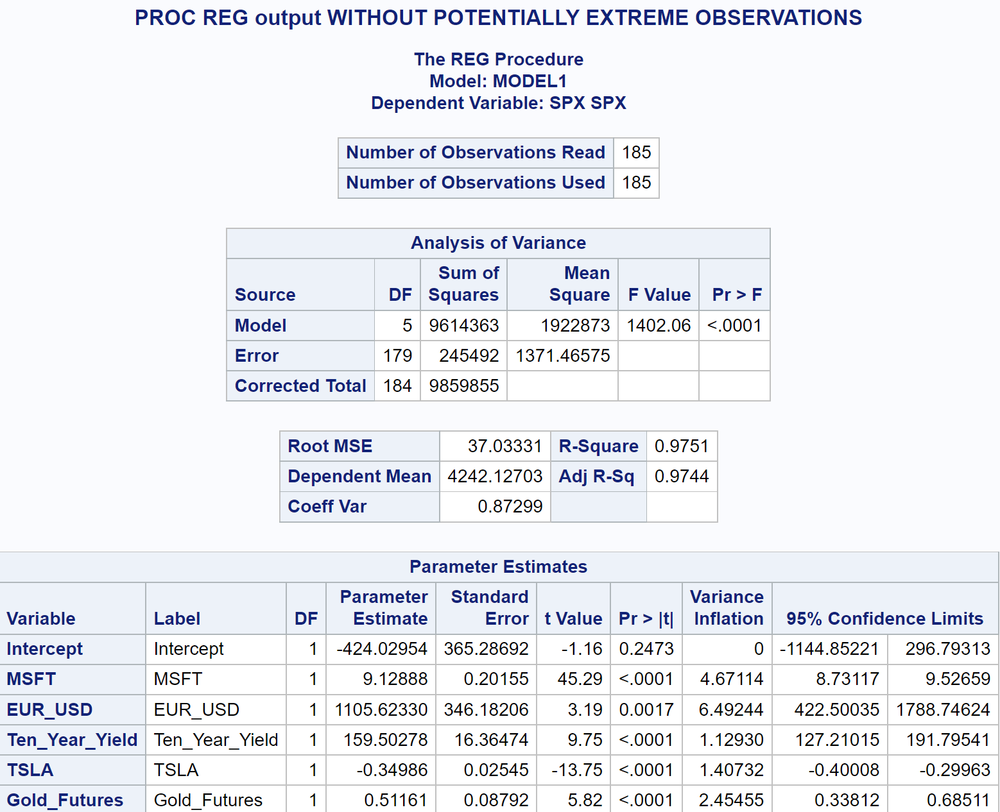 PROC REG output WITHOUT POTENTIALLY EXTREME OBSERVATIONS
The REG Procedure
Model: MODEL1
Dependent Variable: SPX SPX
Number of Observations Read 185
Number of Observations Used 185
Analysis of Variance
Source DF Sum of Squares Mean Square F Value Pr > F
Model 5 9614363 1922873 1402.06 <.0001
Error 179 245492 1371.46575
Corrected Total 184 9859855
Root MSE 37.03331 R-Square 0.9751
Dependent Mean 4242.12703 Adj R-Sq 0.9744
Coeff Var 0.87299
Parameter Estimates
Variable Label DF Parameter Estimate Standard Error t Value Pr > |t| Variance Inflation 95% Confidence Limits
Intercept Intercept 1 -424.02954 365.28692 -1.16 0.2473 0 -1144.85221 296.79313
MSFT MSFT 1 9.12888 0.20155 45.29 <.0001 4.67114 8.73117 9.52659
EUR_USD EUR_USD 1 1105.62330 346.18206 3.19 0.0017 6.49244 422.50035 1788.74624
Ten_Year_Yield Ten_Year_Yield 1 159.50278 16.36474 9.75 <.0001 1.12930 127.21015 191.79541
TSLA TSLA 1 -0.34986 0.02545 -13.75 <.0001 1.40732 -0.40008 -0.29963
Gold_Futures Gold_Futures 1 0.51161 0.08792 5.82 <.0001 2.45455 0.33812 0.68511